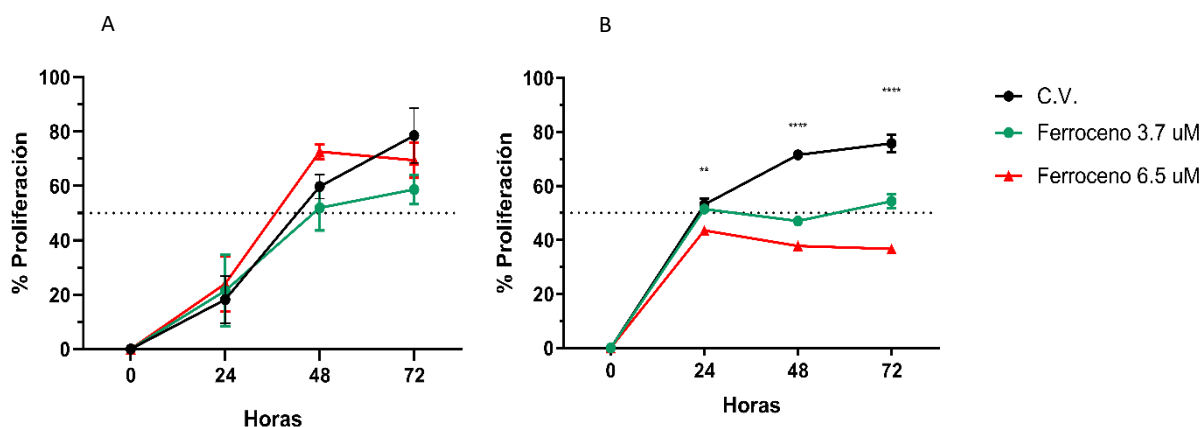 A
% Proliferación
100
80
60
40
20
0
0 24 48 72
Horas
B
% Proliferación
100
80
60
40
20
0
**
****
****
0 24 48 72
Horas
C.V.
Ferroceno 3.7 uM
Ferroceno 6.5 uM